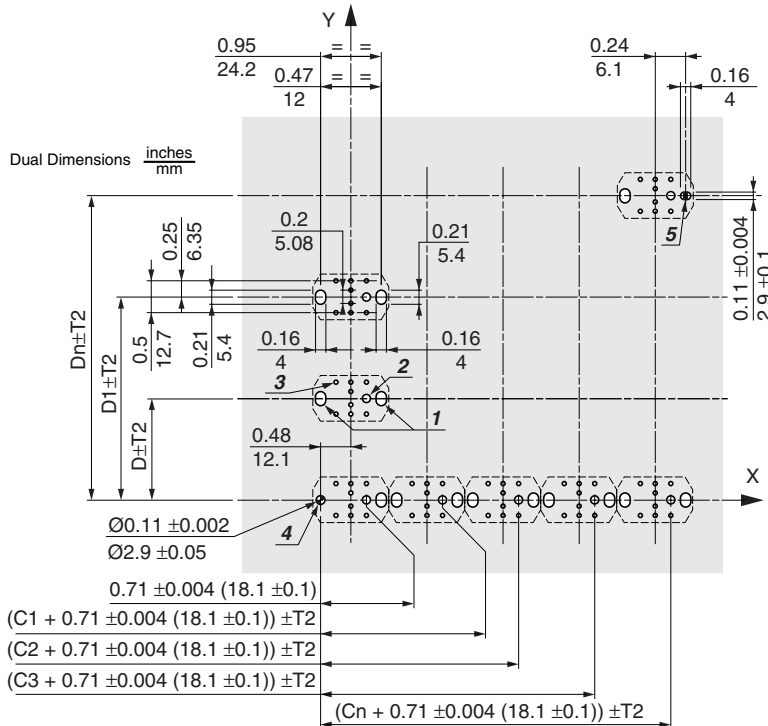 Y
= =
0.95
24.2
= =
0.47
12
0.24
6.1
0.16
4
Dual Dimensions inches
mm
0.2
5.08
0.21
5.4
5
0.11 ±0.004
2.9 ±0.1
0.25
6.35
0.5
12.7
0.21
5.4
0.16
4
0.16
4
Dn±T2
D1±T2
D±T2
3
2
1
0.48
12.1
X
Ø0.11 ±0.002
Ø2.9 ±0.05
4
0.71 ±0.004 (18.1 ±0.1)
(C1 + 0.71 ±0.004 (18.1 ±0.1)) ±T2
(C2 + 0.71 ±0.004 (18.1 ±0.1)) ±T2
(C3 + 0.71 ±0.004 (18.1 ±0.1)) ±T2
(Cn + 0.71 ±0.004 (18.1 ±0.1)) ±T2